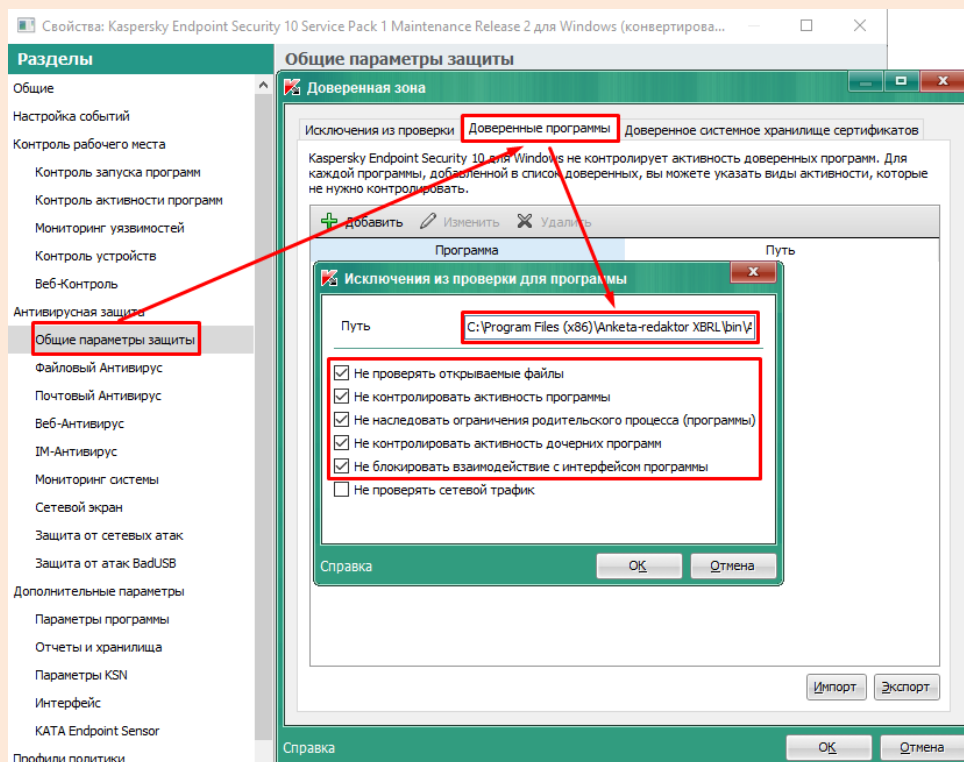 Свойства: Kaspersky Endpoint Security 10 Service Pack 1 Maintenance Release 2 для Windows (конвертирова...
Разделы
Общие
Настройка событий
Контроль рабочего места
Контроль запуска программ
Контроль активности программ
Мониторинг уязвимостей
Контроль устройств
Веб-Контроль
Антивирусная защита
Общие параметры защиты
Файловый Антивирус
Почтовый Антивирус
Веб-Антивирус
IM-Антивирус
Мониторинг системы
Сетевой экран
Защита от сетевых атак
Защита от атак BadUSB
Дополнительные параметры
Параметры программы
Отчеты и хранилища
Параметры KSN
Интерфейс
KATA Endpoint Sensor
Профили политики
Общие параметры защиты
Доверенная зона
Исключения из проверки Доверенные программы Доверенное системное хранилище сертификатов
Kaspersky Endpoint Security 10 для Windows не контролирует активность доверенных программ. Для
каждой программы, добавленной в список доверенных, вы можете указать виды активности, которые
не нужно контролировать.
Добавить Изменить Удалить
Программа Путь
Исключения из проверки для программы
Путь C:\Program Files (x86)\Anketa-redaktor XBRL\bin\A
Не проверять открываемые файлы
Не контролировать активность программы
Не наследовать ограничения родительского процесса (программы)
Не контролировать активность дочерних программ
Не блокировать взаимодействие с интерфейсом программы
Не проверять сетевой трафик
Справка OK Отмена
Импорт Экспорт
Справка OK Отмена